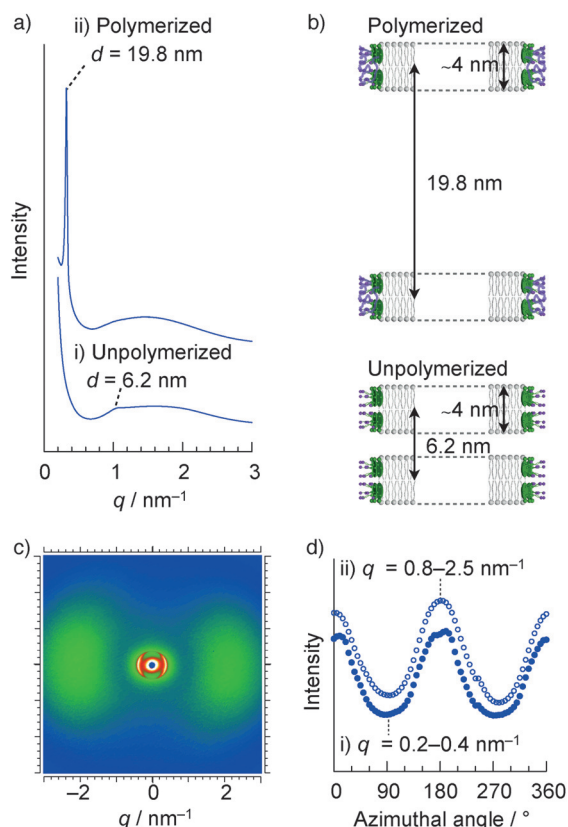 a)
ii) Polymerized
d = 19.8 nm
Intensity
i) Unpolymerized
d = 6.2 nm
0 1 2 3
q / nm⁻¹
b)
Polymerized
~4 nm
19.8 nm
Unpolymerized
~4 nm
6.2 nm
c)
−2 0 2
q / nm⁻¹
d)
ii) q = 0.8–2.5 nm⁻¹
Intensity
i) q = 0.2–0.4 nm⁻¹
0 90 180 270 360
Azimuthal angle / °